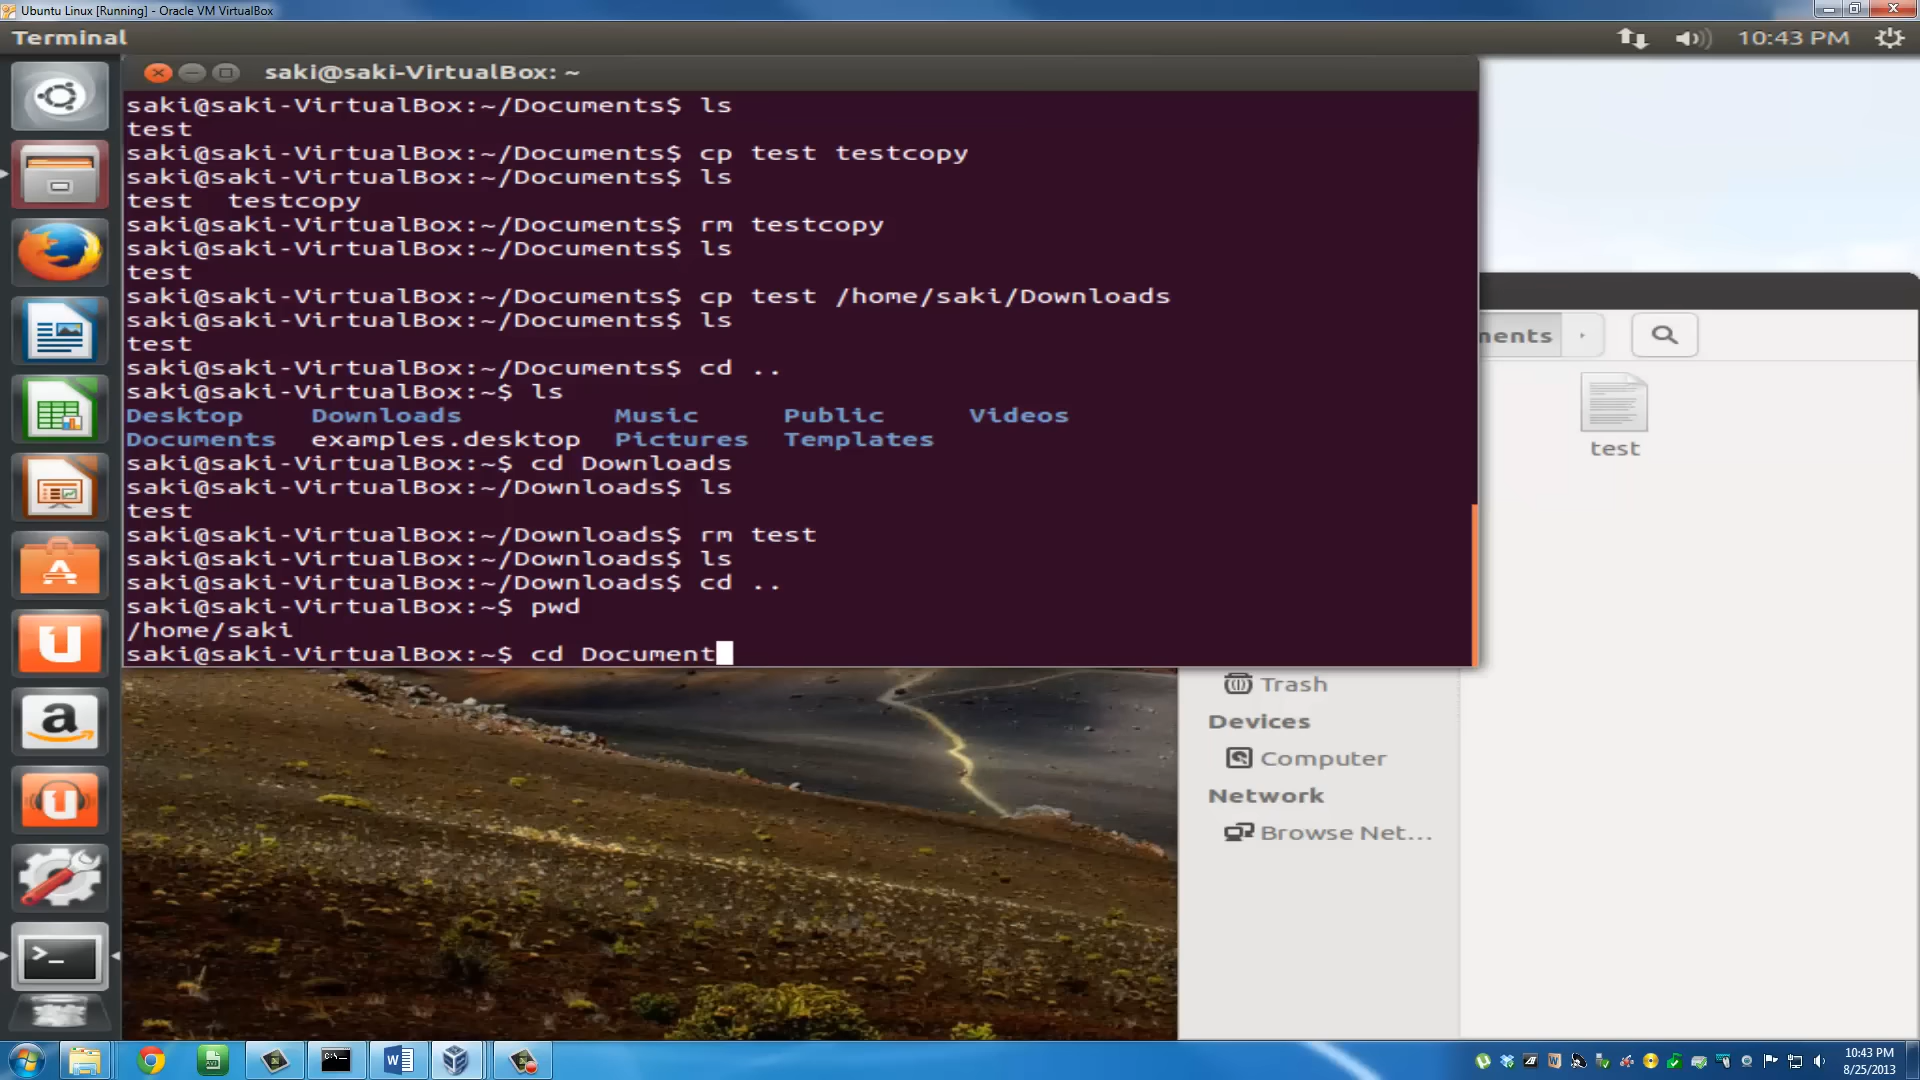 Ubuntu Linux [Running] - Oracle VM VirtualBox
Terminal
10:43 PM
saki@saki-VirtualBox: ~
saki@saki-VirtualBox:~/Documents$ ls
test
saki@saki-VirtualBox:~/Documents$ cp test testcopy
saki@saki-VirtualBox:~/Documents$ ls
test testcopy
saki@saki-VirtualBox:~/Documents$ rm testcopy
saki@saki-VirtualBox:~/Documents$ ls
test
saki@saki-VirtualBox:~/Documents$ cp test /home/saki/Downloads
saki@saki-VirtualBox:~/Documents$ ls
test
saki@saki-VirtualBox:~/Documents$ cd ..
saki@saki-VirtualBox:~$ ls
Desktop Downloads Music Public Videos
Documents examples.desktop Pictures Templates
saki@saki-VirtualBox:~$ cd Downloads
saki@saki-VirtualBox:~/Downloads$ ls
test
saki@saki-VirtualBox:~/Downloads$ rm test
saki@saki-VirtualBox:~/Downloads$ ls
saki@saki-VirtualBox:~/Downloads$ cd ..
saki@saki-VirtualBox:~$ pwd
/home/saki
saki@saki-VirtualBox:~$ cd Document
ments
test
Trash
Devices
Computer
Network
Browse Net...
10:43 PM
8/25/2013